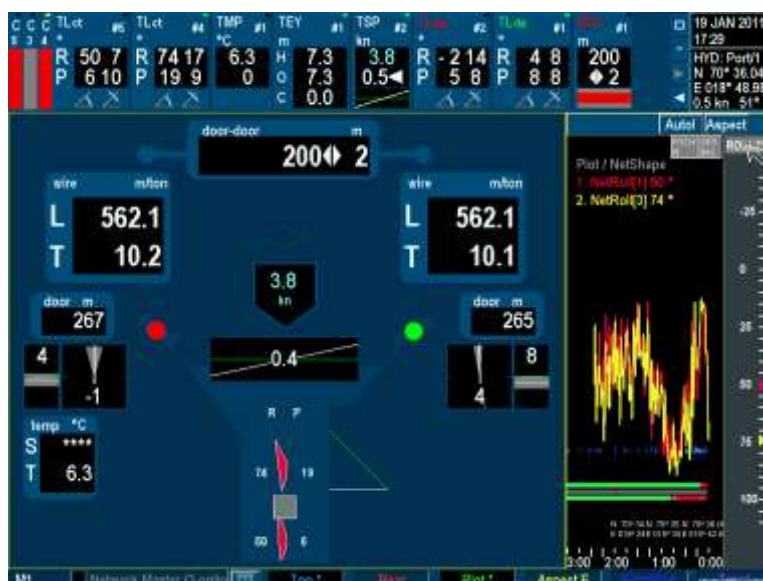 TLct #5
R 50 7
P 6 10
TLct #4
R 74 17
P 19 9
TMP #1
°C
6.3
0
TEY #1
m
H 7.3
O 7.3
C 0.0
TSP #2
kn
3.8
0.5
#1
R -2 14
P 5 8
#1
R 4 8
P 8 8
#1
m
200
2
19 JAN 2011
17:29
HYD: Port/1
N 70° 36.04
E 018° 48.98
0.5 kn 51°
Autol Aspect
door-door m
200 2
wire m/ton
L 562.1
T 10.2
wire m/ton
L 562.1
T 10.1
3.8
kn
door m
267
door m
265
4
-1
0.4
4
8
temp °C
S ****
T 6.3
R P
19
6
Plot / NetShape
1. NetRoll[1] 50 °
2. NetRoll[3] 74 °
-25
0
25
50
75
100
3:00 2:00 1:00 0:00